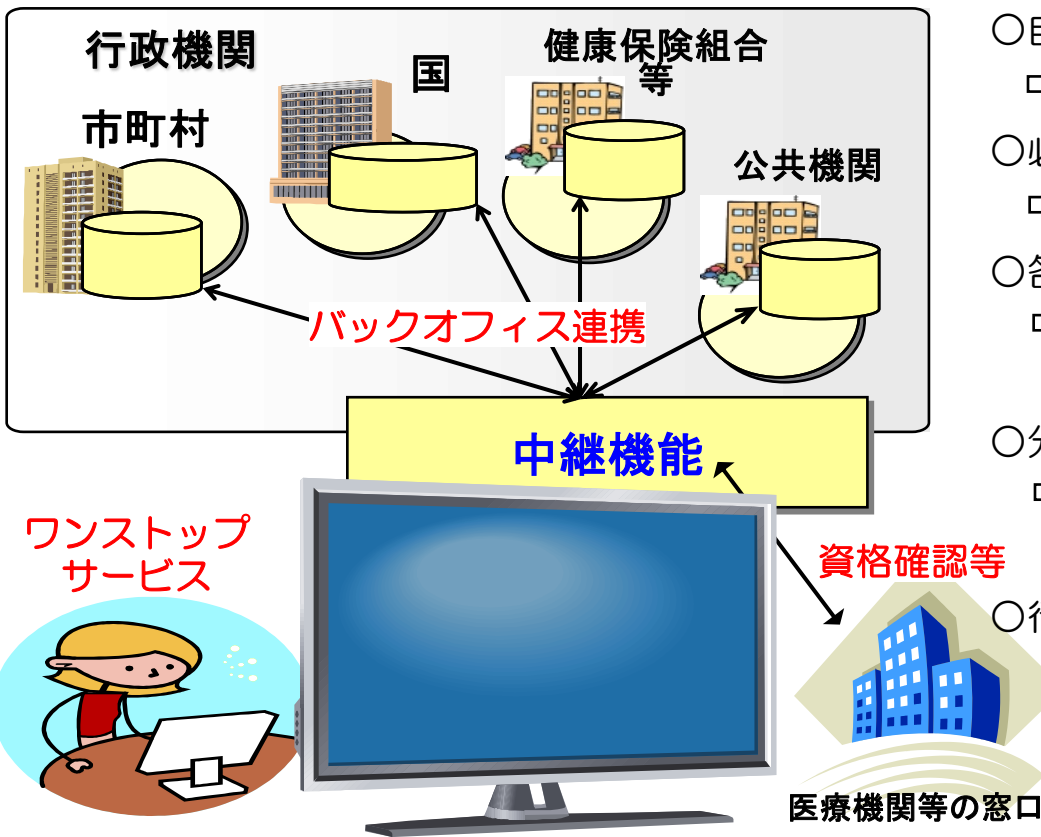 行政機関
国
健康保険組合
等
市町村
公共機関
バックオフィス連携
中継機能
ワンストップ
サービス
資格確認等
医療機関等の窓口
○
○
○
○
○